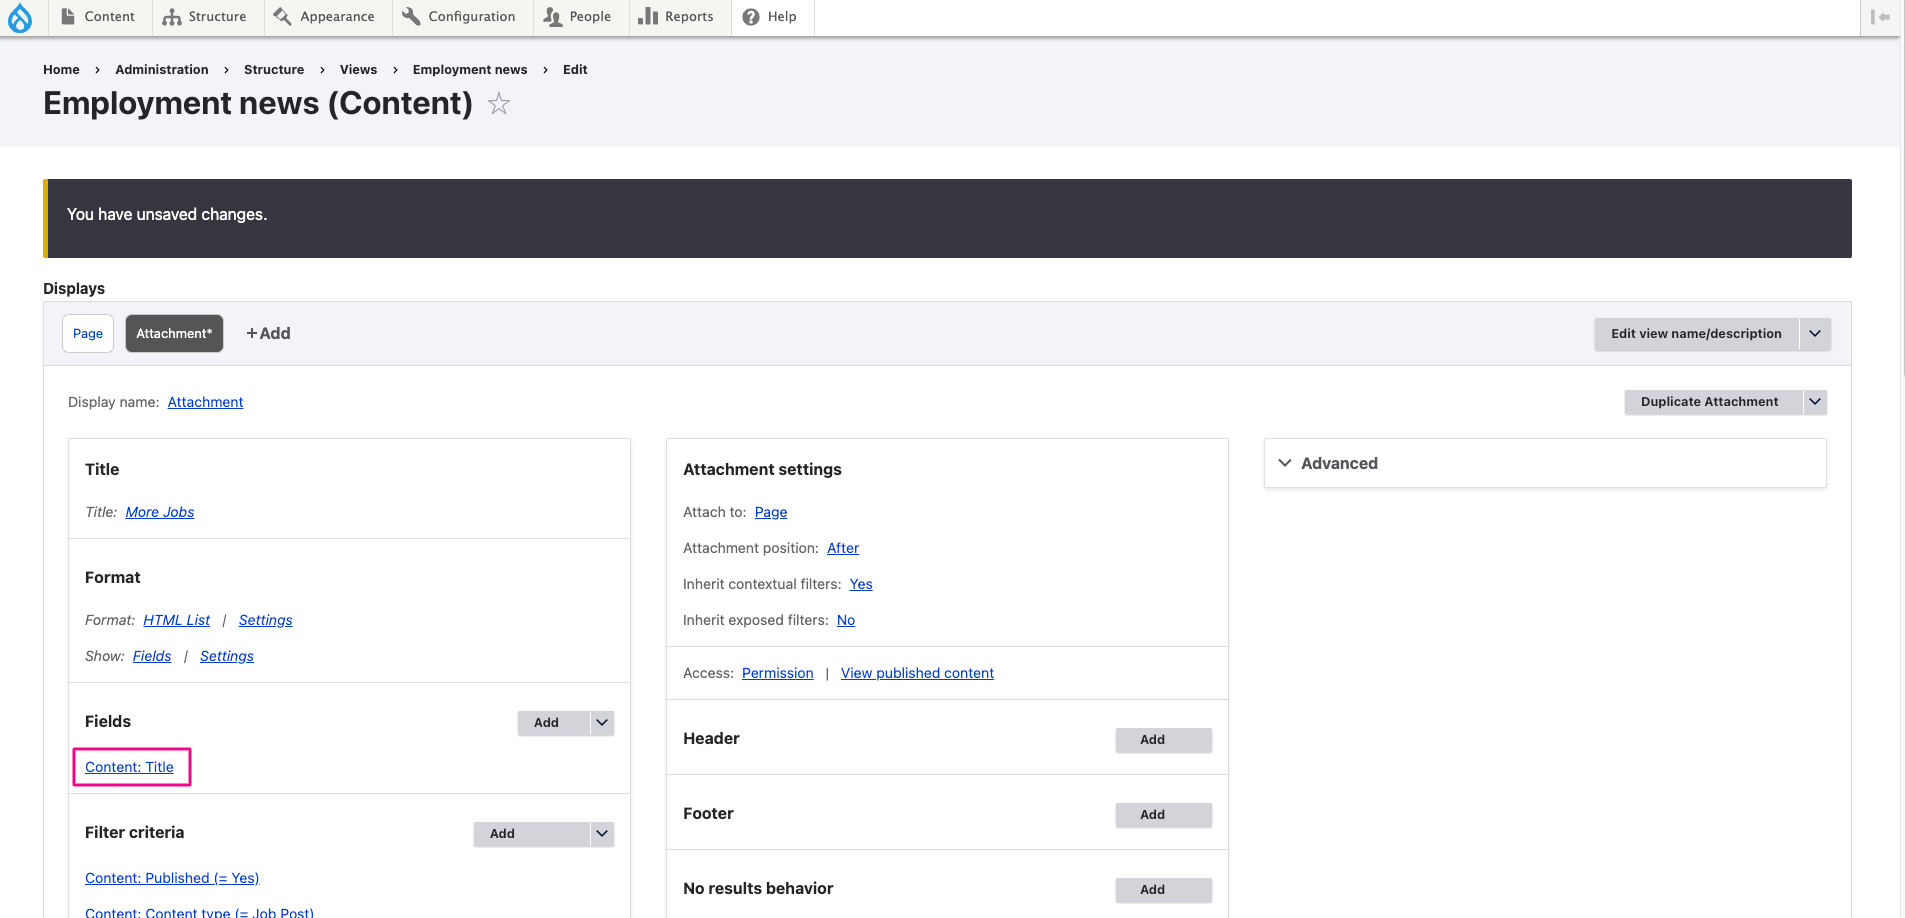 Content Structure Appearance Configuration People Reports Help
Home › Administration › Structure › Views › Employment news › Edit
Employment news (Content)
You have unsaved changes.
Displays
Page Attachment* +Add Edit view name/description
Display name: Attachment Duplicate Attachment
Title
Title: More Jobs
Format
Format: HTML List | Settings
Show: Fields | Settings
Fields Add
Content: Title
Filter criteria Add
Content: Published (= Yes)
Content: Content type (= Job Post)
Attachment settings
Attach to: Page
Attachment position: After
Inherit contextual filters: Yes
Inherit exposed filters: No
Access: Permission | View published content
Header Add
Footer Add
No results behavior Add
Advanced